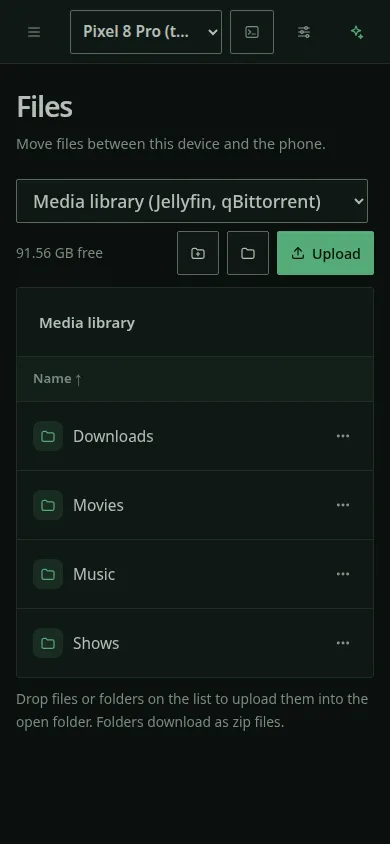 Pixel 8 Pro (t...
Files
Move files between this device and the phone.
Media library (Jellyfin, qBittorrent)
91.56 GB free
Upload
Media library
Name ↑
Downloads
Movies
Music
Shows
Drop files or folders on the list to upload them into the
open folder. Folders download as zip files.